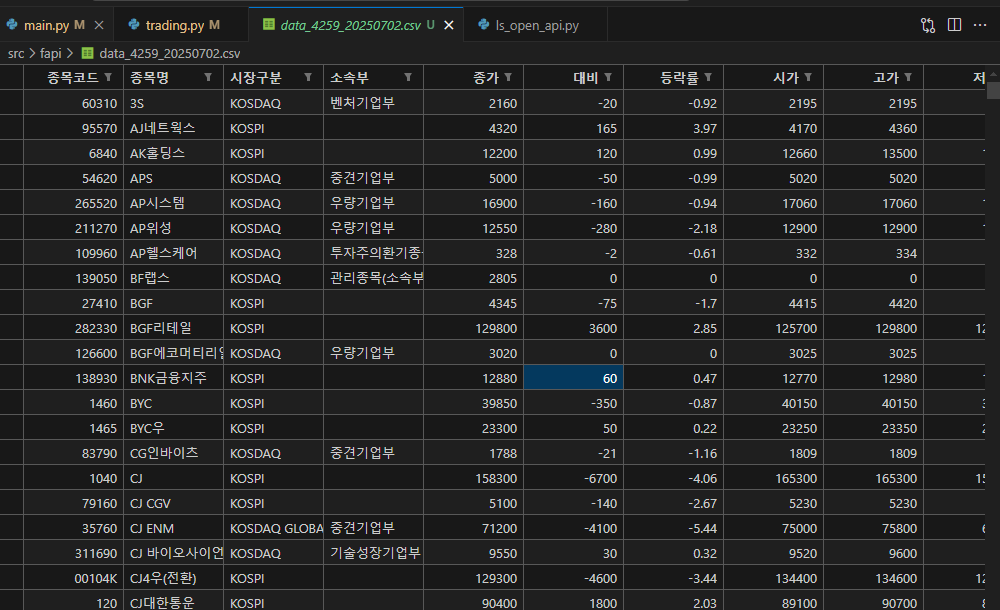 main.py M
trading.py M
data_4259_20250702.csv U
ls_open_api.py
src > fapi > data_4259_20250702.csv
종목코드 종목명 시장구분 소속부 종가 대비 등락률 시가 고가 저
60310 3S KOSDAQ 벤처기업부 2160 -20 -0.92 2195 2195
95570 AJ네트웍스 KOSPI 4320 165 3.97 4170 4360
6840 AK홀딩스 KOSPI 12200 120 0.99 12660 13500
54620 APS KOSDAQ 중견기업부 5000 -50 -0.99 5020 5020
265520 AP시스템 KOSDAQ 우량기업부 16900 -160 -0.94 17060 17060
211270 AP위성 KOSDAQ 우량기업부 12550 -280 -2.18 12900 12900
109960 AP헬스케어 KOSDAQ 투자주의환기종 328 -2 -0.61 332 334
139050 BF랩스 KOSDAQ 관리종목(소속부 2805 0 0 0 0
27410 BGF KOSPI 4345 -75 -1.7 4415 4420
282330 BGF리테일 KOSPI 129800 3600 2.85 125700 129800 12
126600 BGF에코머티리얼 KOSDAQ 우량기업부 3020 0 0 3025 3025
138930 BNK금융지주 KOSPI 12880 60 0.47 12770 12980
1460 BYC KOSPI 39850 -350 -0.87 40150 40150
1465 BYC우 KOSPI 23300 50 0.22 23250 23350
83790 CG인바이츠 KOSDAQ 중견기업부 1788 -21 -1.16 1809 1809
1040 CJ KOSPI 158300 -6700 -4.06 165300 165300 15
79160 CJ CGV KOSPI 5100 -140 -2.67 5230 5230
35760 CJ ENM KOSDAQ GLOBA 중견기업부 71200 -4100 -5.44 75000 75800
311690 CJ 바이오사이언 KOSDAQ 기술성장기업부 9550 30 0.32 9520 9600
00104K CJ4우(전환) KOSPI 129300 -4600 -3.44 134400 134600 12
120 CJ대한통운 KOSPI 90400 1800 2.03 89100 90700